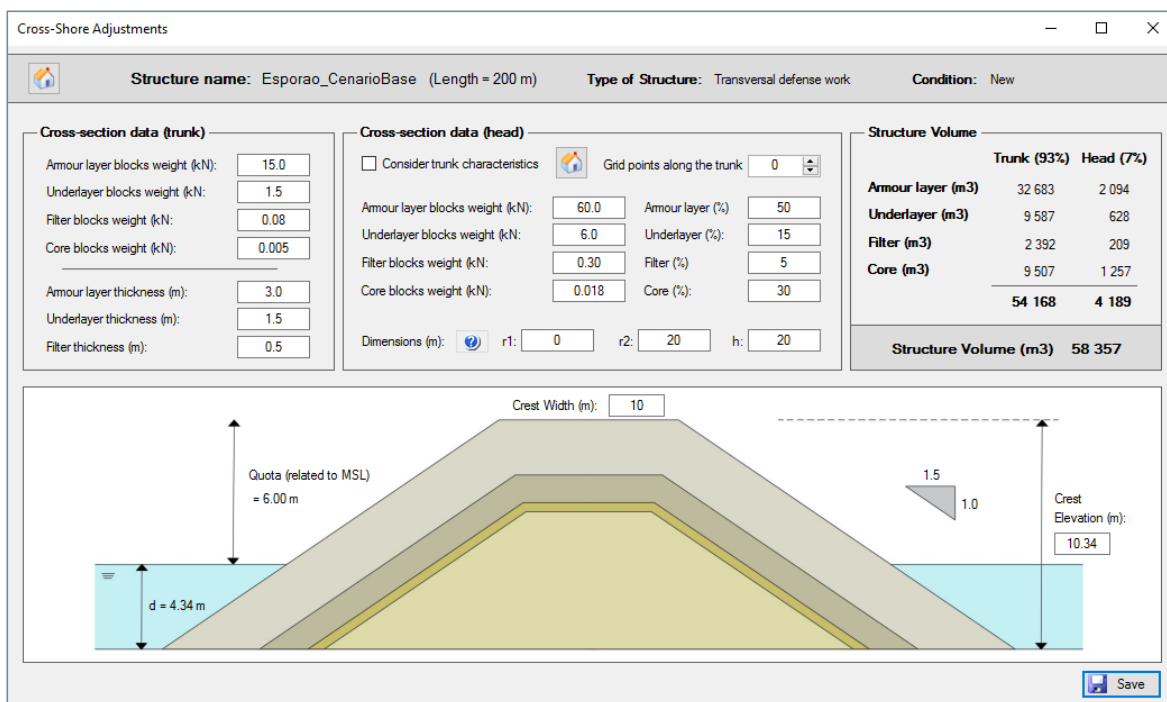 Cross-Shore Adjustments
Structure name: Esporao_CenarioBase (Length = 200 m) Type of Structure: Transversal defense work Condition: New
Cross-section data (trunk)
Armour layer blocks weight (kN): 15.0
Underlayer blocks weight (kN: 1.5
Filter blocks weight (kN: 0.08
Core blocks weight (kN): 0.005
Armour layer thickness (m): 3.0
Underlayer thickness (m): 1.5
Filter thickness (m): 0.5
Cross-section data (head)
Consider trunk characteristics Grid points along the trunk 0
Armour layer blocks weight (kN): 60.0 Armour layer (%) 50
Underlayer blocks weight (kN: 6.0 Underlayer (%): 15
Filter blocks weight (kN: 0.30 Filter (%) 5
Core blocks weight (kN): 0.018 Core (%): 30
Dimensions (m): ? r1: 0 r2: 20 h: 20
Structure Volume
Trunk (93%) Head (7%)
Armour layer (m3) 32 683 2 094
Underlayer (m3) 9 587 628
Filter (m3) 2 392 209
Core (m3) 9 507 1 257
54 168 4 189
Structure Volume (m3) 58 357
Crest Width (m): 10
Quota (related to MSL)
= 6.00 m
1.5
1.0
Crest
Elevation (m):
10.34
d = 4.34 m
Save